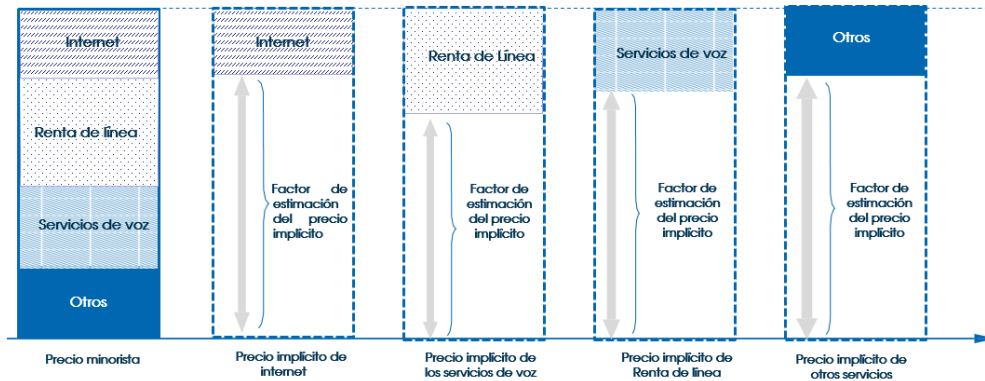 Internet
Renta de línea
Servicios de voz
Otros
Precio minorista
Internet
Factor de
estimación
del precio
implícito
Precio implícito de
internet
Renta de Línea
Factor de
estimación
del precio
implícito
Precio implícito de
los servicios de voz
Servicios de voz
Factor de
estimación
del precio
implícito
Precio implícito de
Renta de línea
Otros
Factor de
estimación
del precio
implícito
Precio implícito de
otros servicios